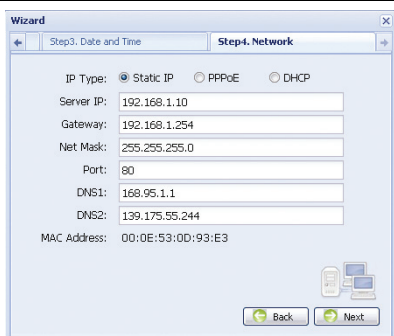 Wizard
Step3. Date and Time Step4. Network
IP Type: Static IP PPPoE DHCP
Server IP: 192.168.1.10
Gateway: 192.168.1.254
Net Mask: 255.255.255.0
Port: 80
DNS1: 168.95.1.1
DNS2: 139.175.55.244
MAC Address: 00:0E:53:0D:93:E3
Back Next